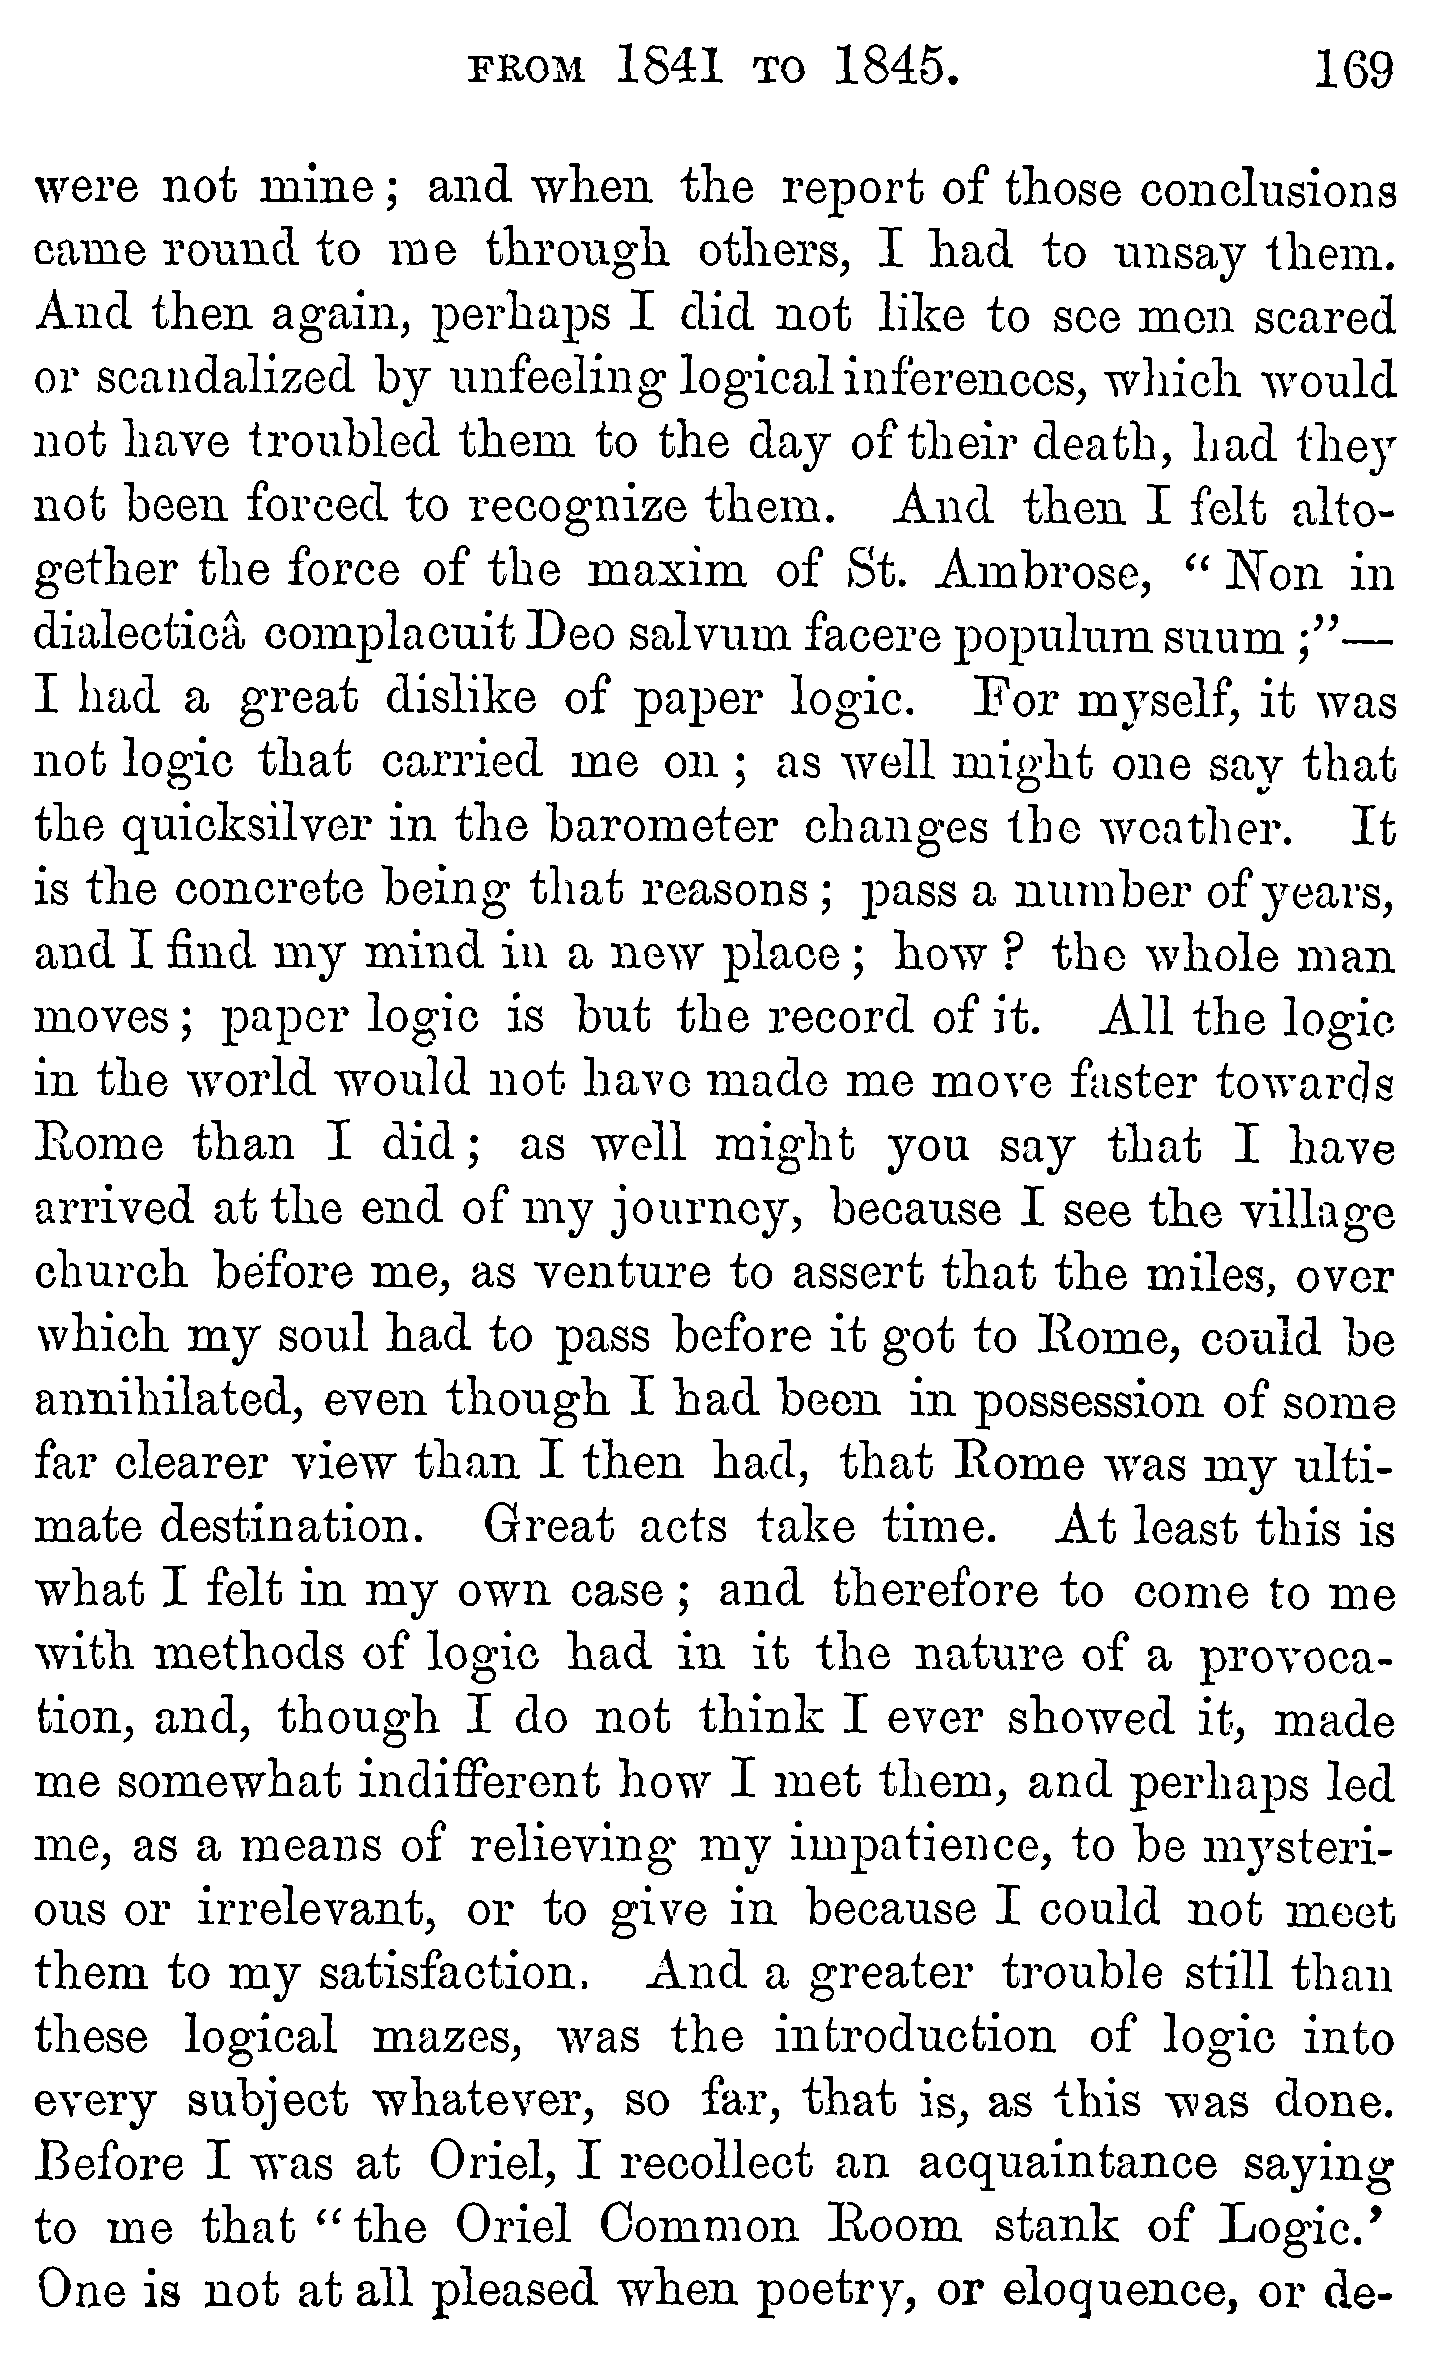 FROM 1841 TO 1845. 169
were not mine; and when the report of those conclusions
came round to me through others, I had to unsay them.
And then again, perhaps I did not like to see men scared
or scandalized by unfeeling logical inferences, which would
not have troubled them to the day of their death, had they
not been forced to recognize them. And then I felt alto-
gether the force of the maxim of St. Ambrose, “Non in
dialecticâ complacuit Deo salvum facere populum suum;”—
I had a great dislike of paper logic. For myself, it was
not logic that carried me on; as well might one say that
the quicksilver in the barometer changes the weather. It
is the concrete being that reasons; pass a number of years,
and I find my mind in a new place; how? the whole man
moves; paper logic is but the record of it. All the logic
in the world would not have made me move faster towards
Rome than I did; as well might you say that I have
arrived at the end of my journey, because I see the village
church before me, as venture to assert that the miles, over
which my soul had to pass before it got to Rome, could be
annihilated, even though I had been in possession of some
far clearer view than I then had, that Rome was my ulti-
mate destination. Great acts take time. At least this is
what I felt in my own case; and therefore to come to me
with methods of logic had in it the nature of a provoca-
tion, and, though I do not think I ever showed it, made
me somewhat indifferent how I met them, and perhaps led
me, as a means of relieving my impatience, to be mysteri-
ous or irrelevant, or to give in because I could not meet
them to my satisfaction. And a greater trouble still than
these logical mazes, was the introduction of logic into
every subject whatever, so far, that is, as this was done.
Before I was at Oriel, I recollect an acquaintance saying
to me that “the Oriel Common Room stank of Logic.’
One is not at all pleased when poetry, or eloquence, or de-